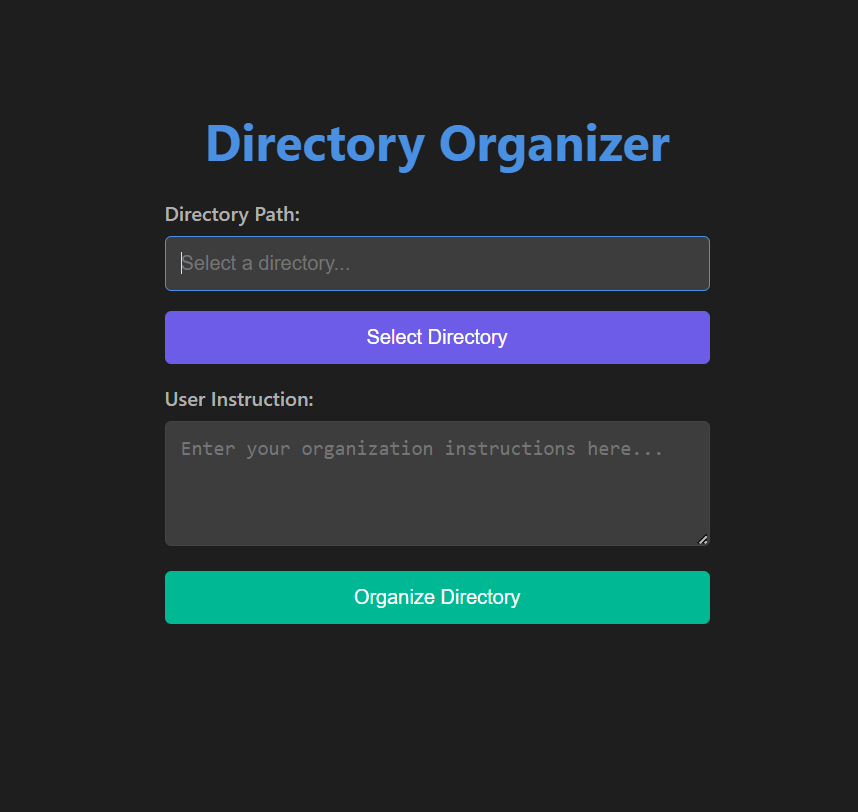 Directory Organizer
Directory Path:
Select a directory...
Select Directory
User Instruction:
Enter your organization instructions here...
Organize Directory